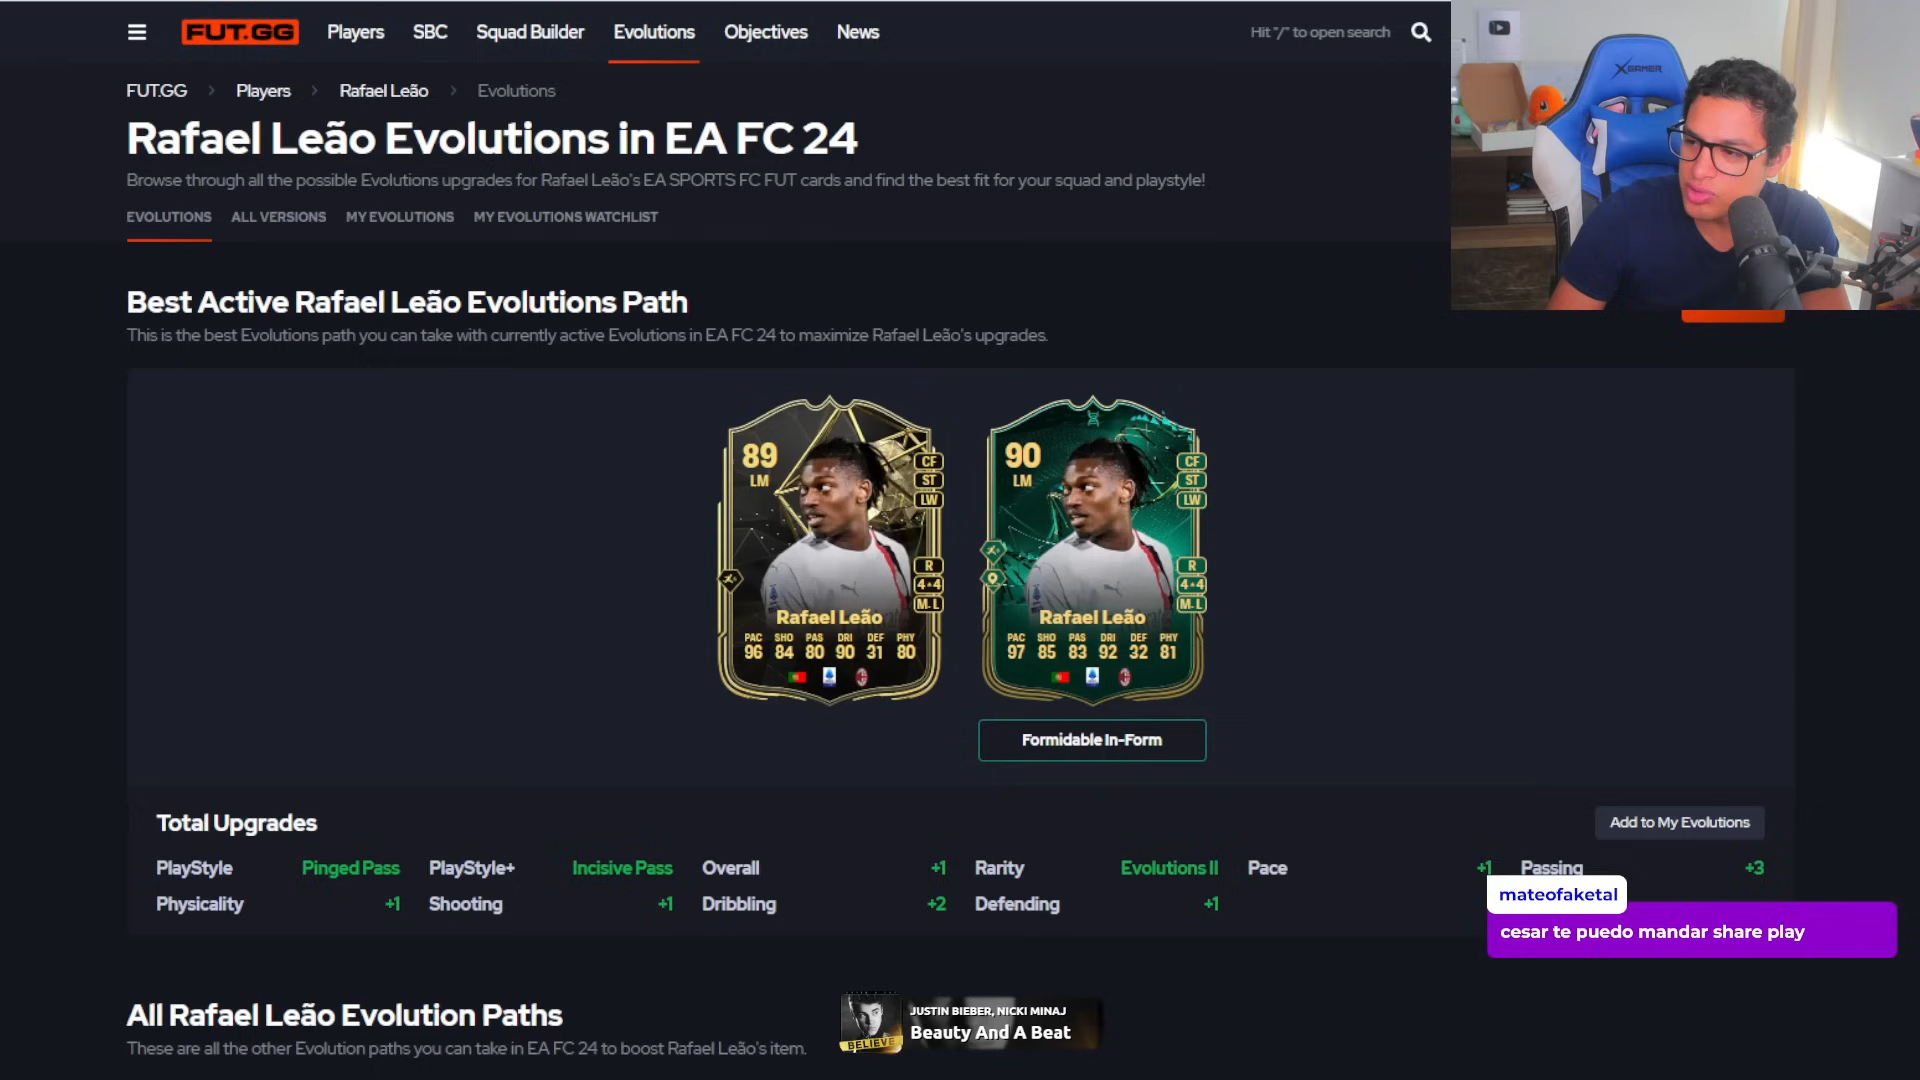 FUT.GG Players SBC Squad Builder Evolutions Objectives News Hit "/" to open search
FUT.GG > Players > Rafael Leão > Evolutions
Rafael Leão Evolutions in EA FC 24
Browse through all the possible Evolutions upgrades for Rafael Leão's EA SPORTS FC FUT cards and find the best fit for your squad and playstyle!
EVOLUTIONS ALL VERSIONS MY EVOLUTIONS MY EVOLUTIONS WATCHLIST
XGAMER
Best Active Rafael Leão Evolutions Path
This is the best Evolutions path you can take with currently active Evolutions in EA FC 24 to maximize Rafael Leão's upgrades.
89
LM
CF
ST
LW
R
4★4
M-L
Rafael Leão
PAC SHO PAS DRI DEF PHY
96 84 80 90 31 80
90
LM
CF
ST
LW
R
4★4
M-L
Rafael Leão
PAC SHO PAS DRI DEF PHY
97 85 83 92 32 81
Formidable In-Form
Total Upgrades
Add to My Evolutions
PlayStyle Pinged Pass PlayStyle+ Incisive Pass Overall +1 Rarity Evolutions II Pace +1 Passing +3
Physicality +1 Shooting +1 Dribbling +2 Defending +1
mateofaketal
cesar te puedo mandar share play
All Rafael Leão Evolution Paths
These are all the other Evolution paths you can take in EA FC 24 to boost Rafael Leão's item.
BELIEVE
JUSTIN BIEBER, NICKI MINAJ
Beauty And A Beat